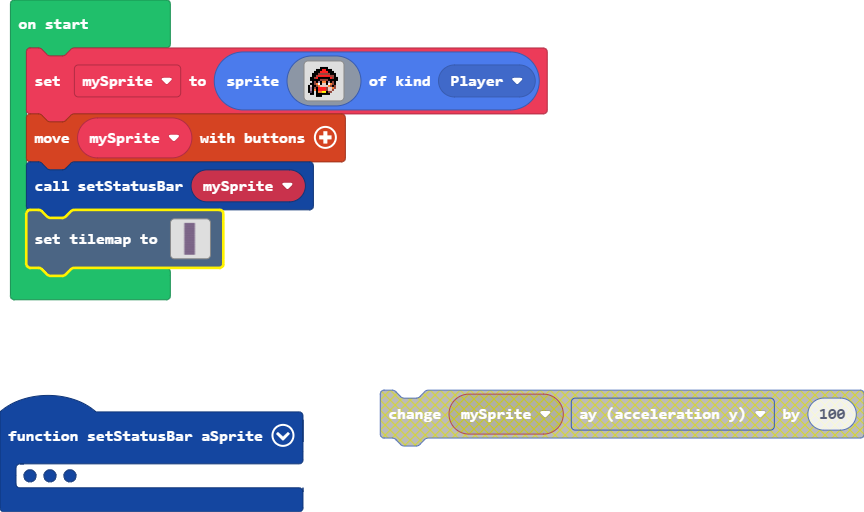 on start
set mySprite to sprite of kind Player
move mySprite with buttons
call setStatusBar mySprite
set tilemap to
change mySprite ay (acceleration y) by 100
function setStatusBar aSprite